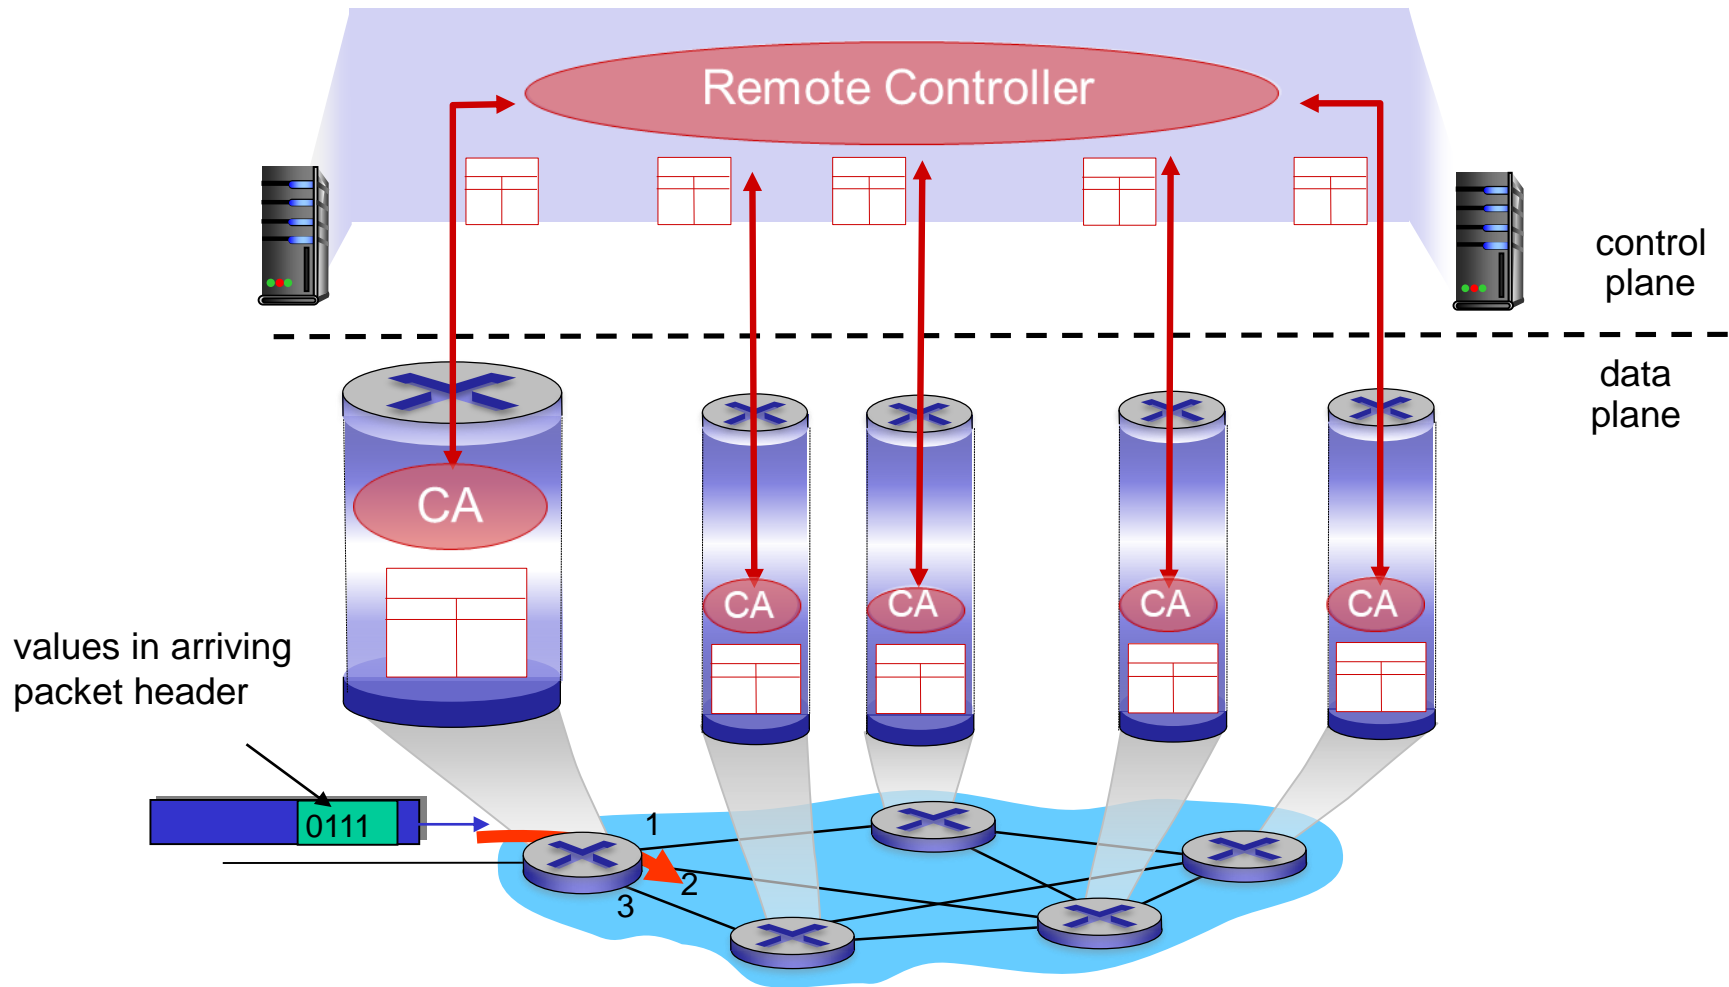 Remote Controller
control
plane
data
plane
CA
CA
CA
CA
CA
values in arriving
packet header
0111
1
2
3